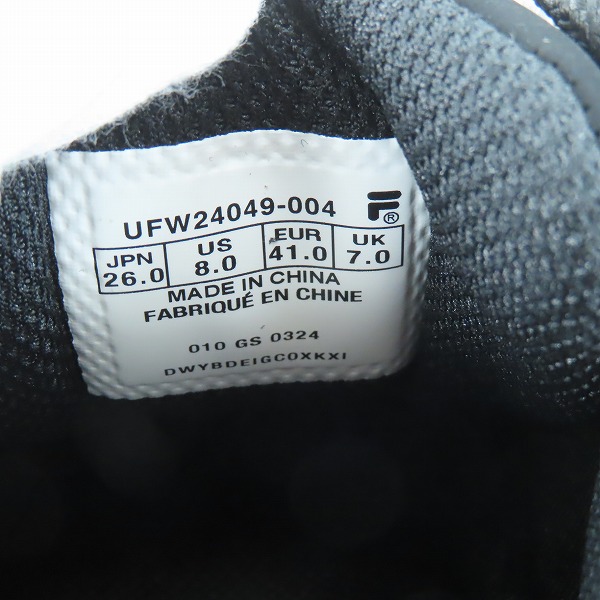 UFW24049-004
F®
JPN US EUR UK
26.0 8.0 41.0 7.0
MADE IN CHINA
FABRIQUÉ EN CHINE
010 GS 0324
DWYBDEIGC0XKXI